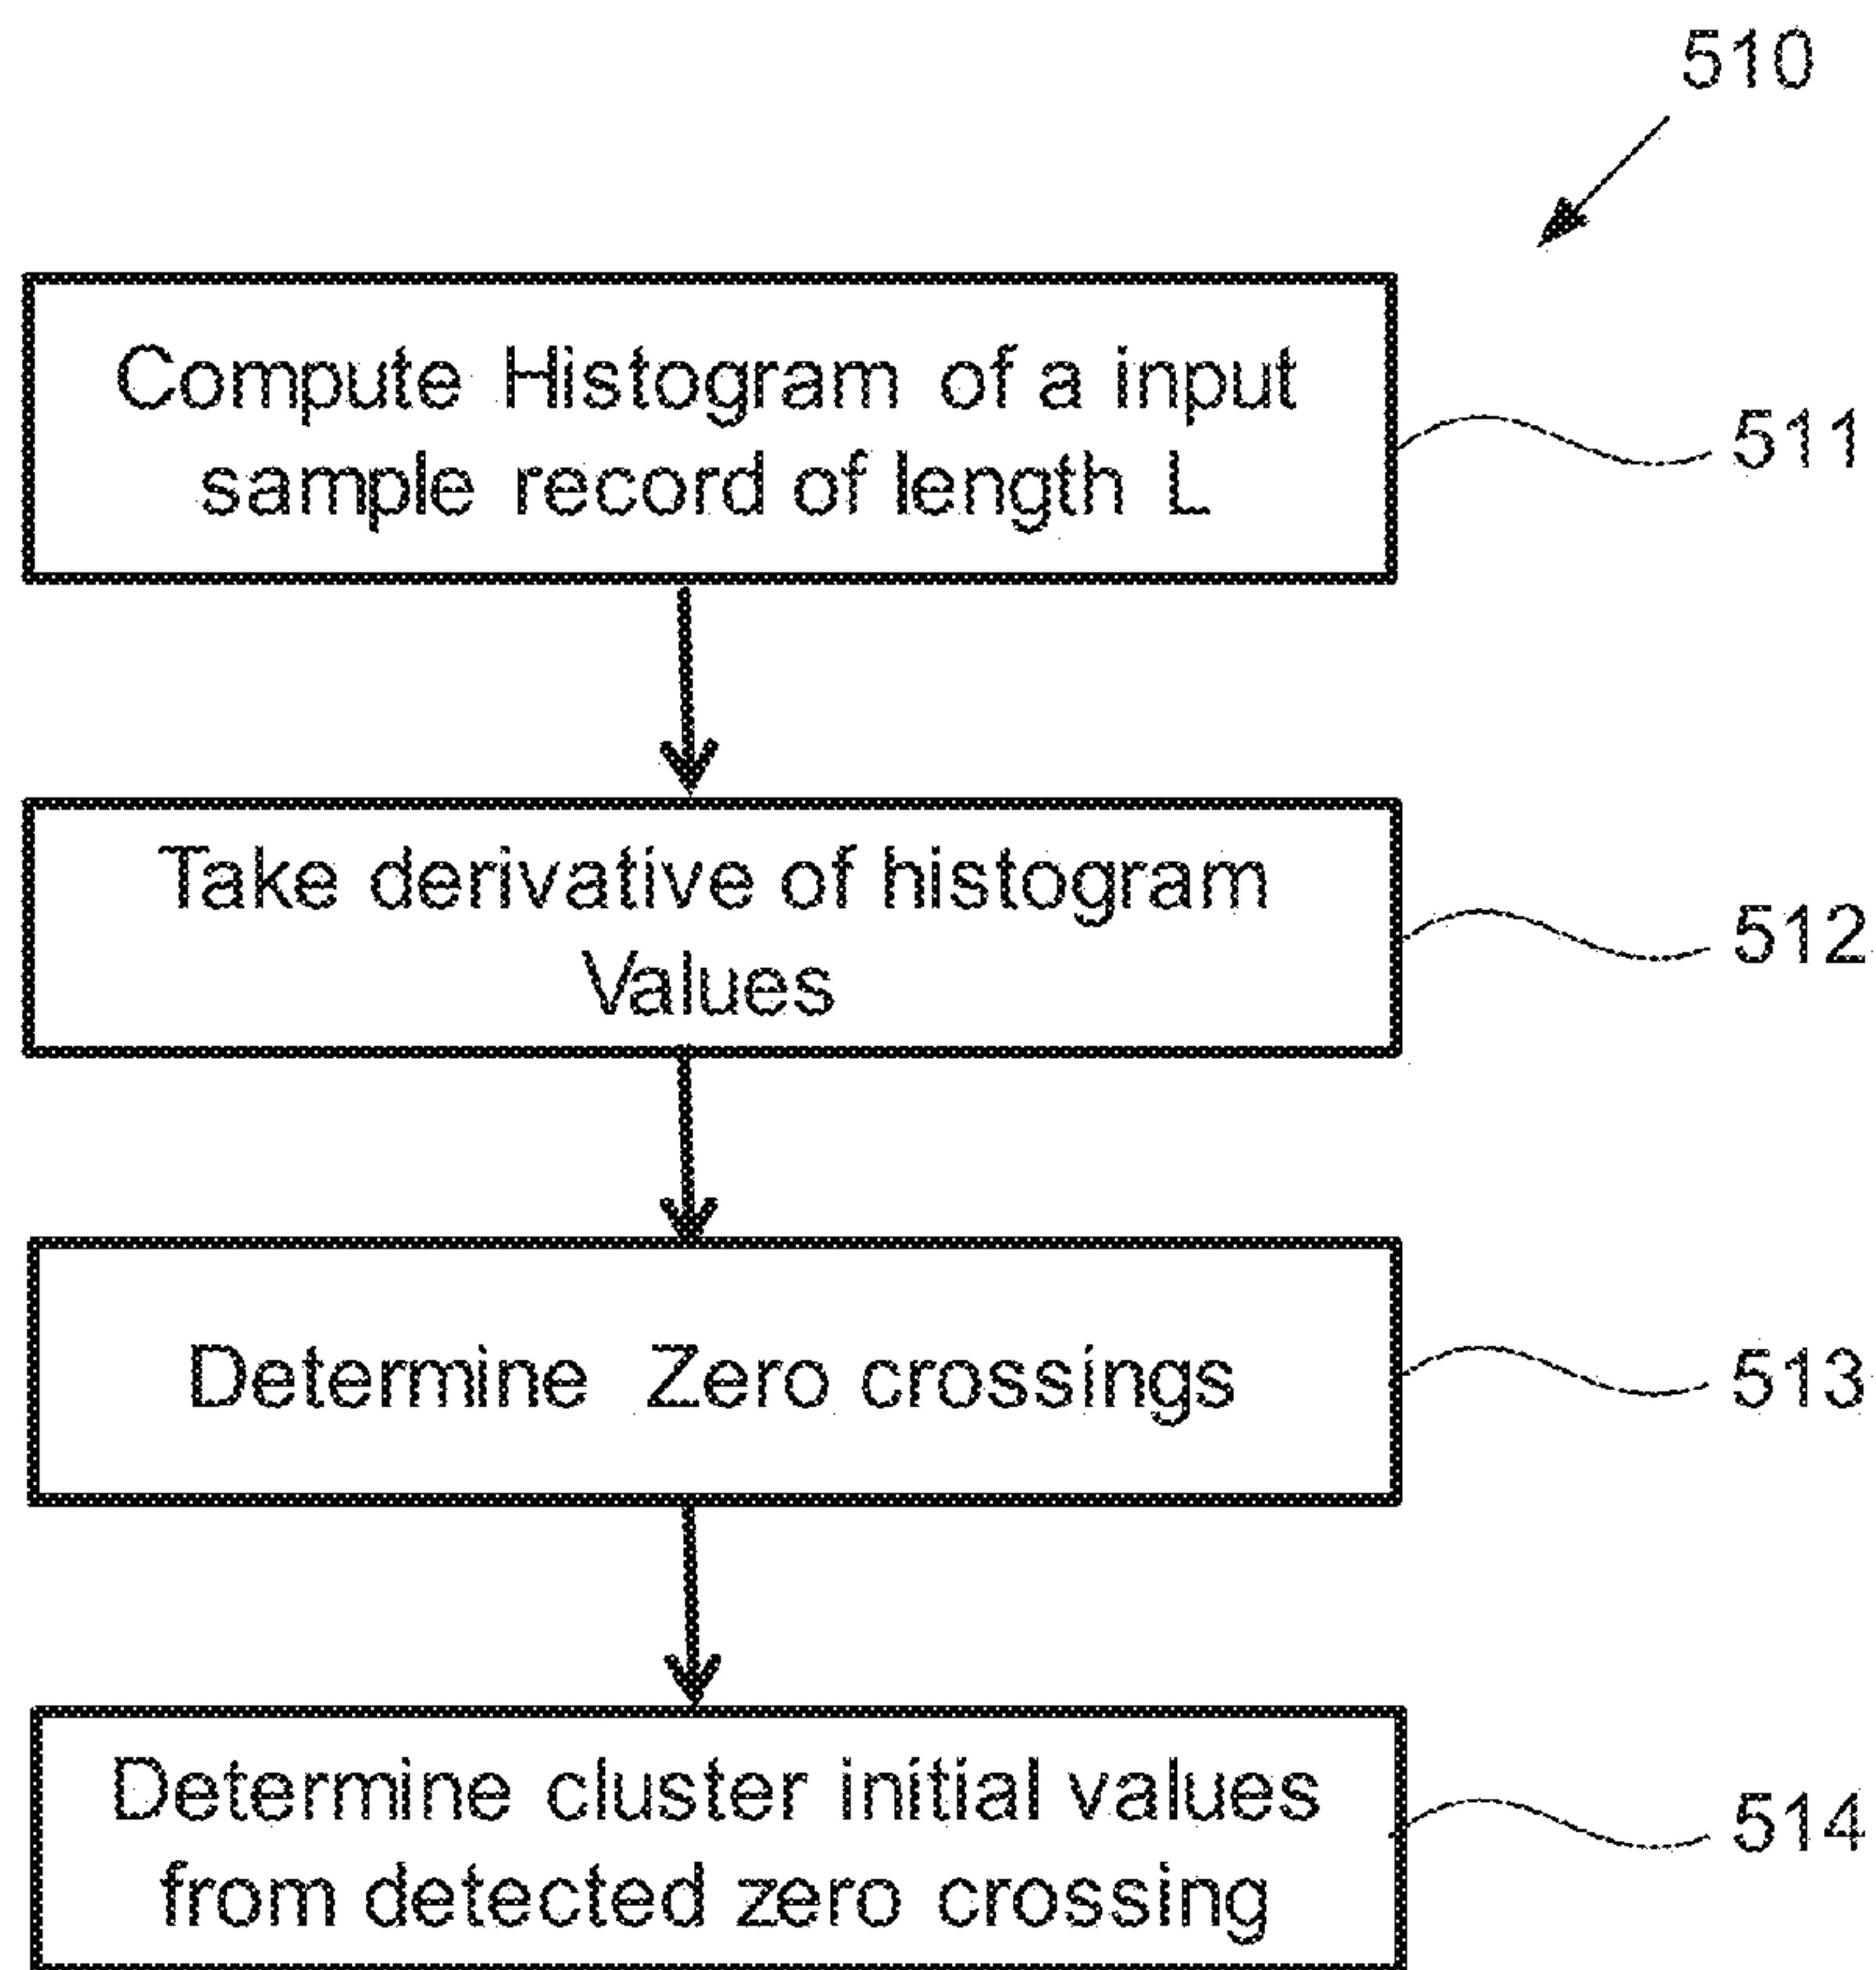 510
Compute Histogram of a input
sample record of length L
511
Take derivative of histogram
Values
512
Determine Zero crossings
513
Determine cluster initial values
from detected zero crossing
514